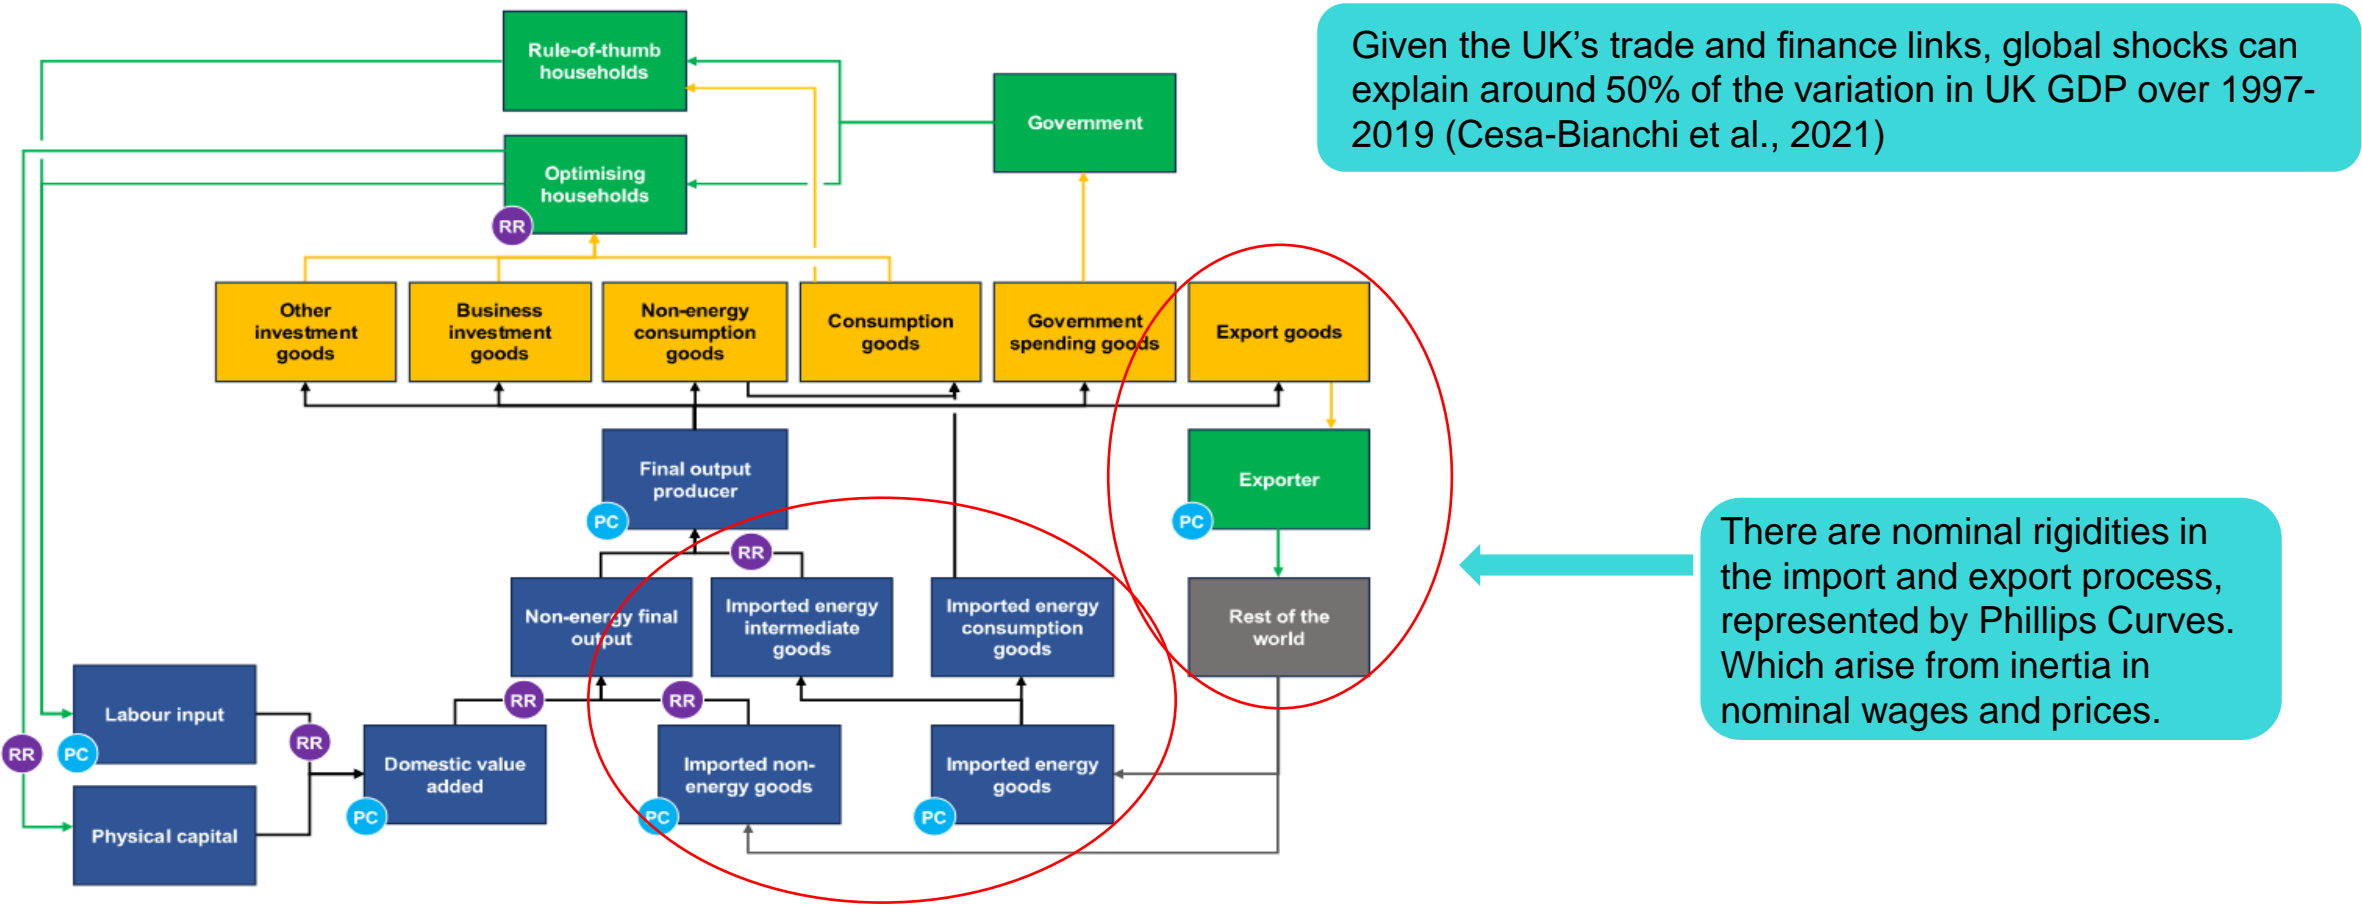 Rule-of-thumb
households
Government
Optimising
households
RR
Given the UK’s trade and finance links, global shocks can
explain around 50% of the variation in UK GDP over 1997-
2019 (Cesa-Bianchi et al., 2021)
Other
investment
goods
Business
investment
goods
Non-energy
consumption
goods
Consumption
goods
Government
spending goods
Export goods
Final output
producer
PC
Exporter
PC
RR
Non-energy final
output
Imported energy
intermediate
goods
Imported energy
consumption
goods
Rest of the
world
There are nominal rigidities in
the import and export process,
represented by Phillips Curves.
Which arise from inertia in
nominal wages and prices.
RR
RR
Labour input
PC
RR
RR
Domestic value
added
PC
Imported non-
energy goods
PC
Imported energy
goods
PC
Physical capital